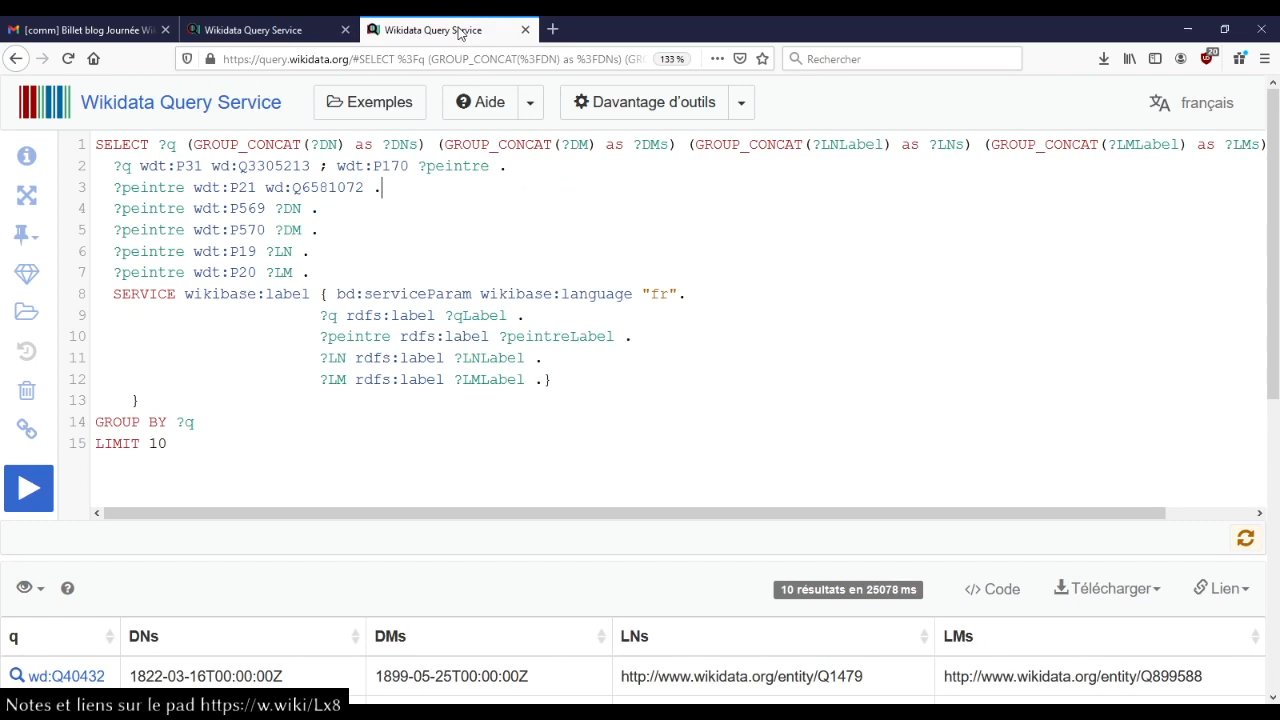 [comm] Billet blog Journée Wi
Wikidata Query Service
Wikidata Query Service
https://query.wikidata.org/#SELECT %3Fq (GROUP_CONCAT(%3FDN) as %3FDNs) (GRO
133 %
Rechercher
20
Wikidata Query Service
Exemples
Aide
Davantage d'outils
français
1 SELECT ?q (GROUP_CONCAT(?DN) as ?DNs) (GROUP_CONCAT(?DM) as ?DMs) (GROUP_CONCAT(?LNLabel) as ?LNs) (GROUP_CONCAT(?LMLabel) as ?LMs)
2 ?q wdt:P31 wd:Q3305213 ; wdt:P170 ?peintre .
3 ?peintre wdt:P21 wd:Q6581072 .
4 ?peintre wdt:P569 ?DN .
5 ?peintre wdt:P570 ?DM .
6 ?peintre wdt:P19 ?LN .
7 ?peintre wdt:P20 ?LM .
8 SERVICE wikibase:label { bd:serviceParam wikibase:language "fr".
9 ?q rdfs:label ?qLabel .
10 ?peintre rdfs:label ?peintreLabel .
11 ?LN rdfs:label ?LNLabel .
12 ?LM rdfs:label ?LMLabel .}
13 }
14 GROUP BY ?q
15 LIMIT 10
10 résultats en 25078 ms
</> Code
Télécharger
Lien
q DNs DMs LNs LMs
wd:Q40432 1822-03-16T00:00:00Z 1899-05-25T00:00:00Z http://www.wikidata.org/entity/Q1479 http://www.wikidata.org/entity/Q899588
Notes et liens sur le pad https://w.wiki/Lx8